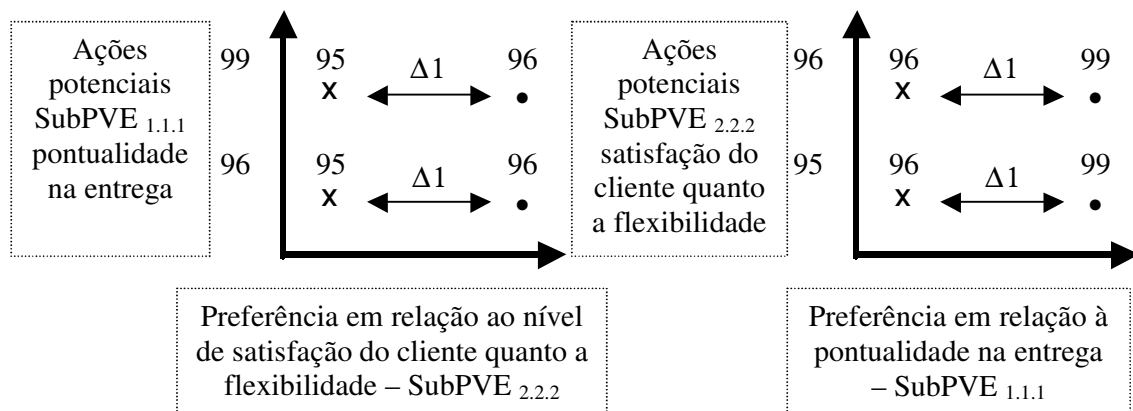 Ações
potenciais
SubPVE 1.1.1
pontualidade
na entrega
99
95
Δ1
96
x
•
96
95
Δ1
96
x
•
Preferência em relação ao nível
de satisfação do cliente quanto a
flexibilidade – SubPVE 2.2.2
Ações
potenciais
SubPVE 2.2.2
satisfação do
cliente quanto
a flexibilidade
96
96
Δ1
99
x
•
95
96
Δ1
99
x
•
Preferência em relação à
pontualidade na entrega
– SubPVE 1.1.1